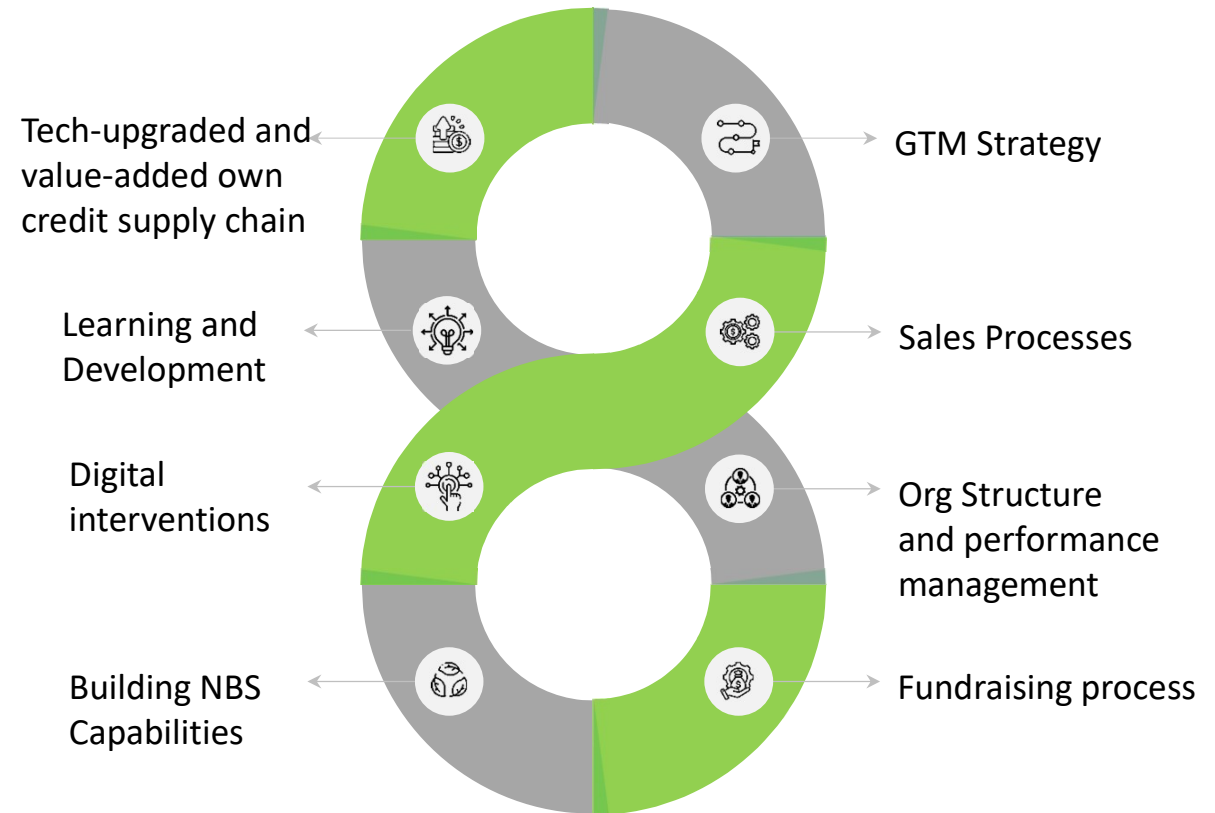 Tech-upgraded and
value-added own
credit supply chain
GTM Strategy
Learning and
Development
Sales Processes
Digital
interventions
Org Structure
and performance
management
Building NBS
Capabilities
Fundraising process